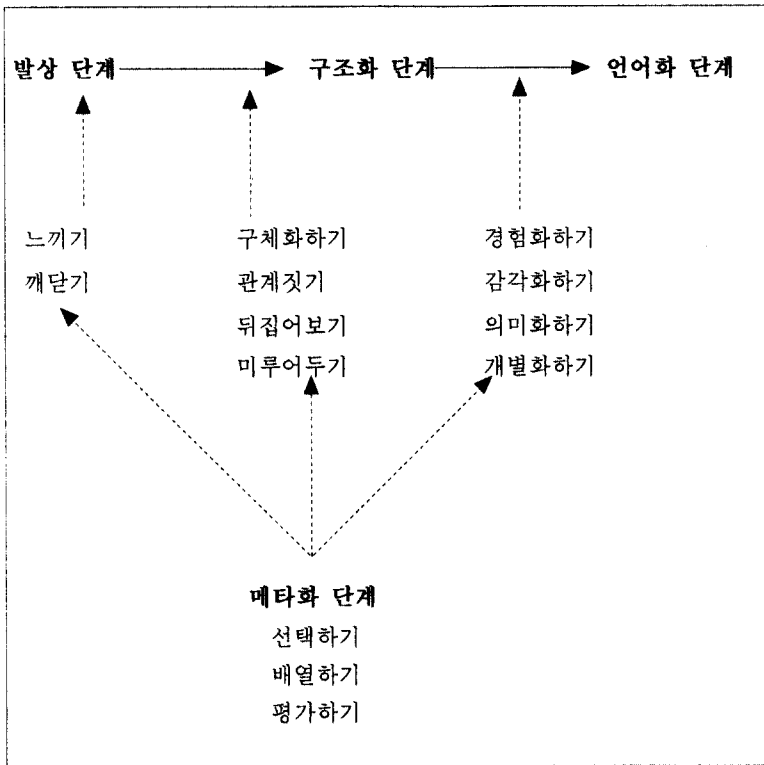 발상 단계 구조화 단계 언어화 단계
느끼기 구체화하기 경험화하기
깨닫기 관계짓기 감각화하기
뒤집어보기 의미화하기
미루어두기 개별화하기
메타화 단계
선택하기
배열하기
평가하기